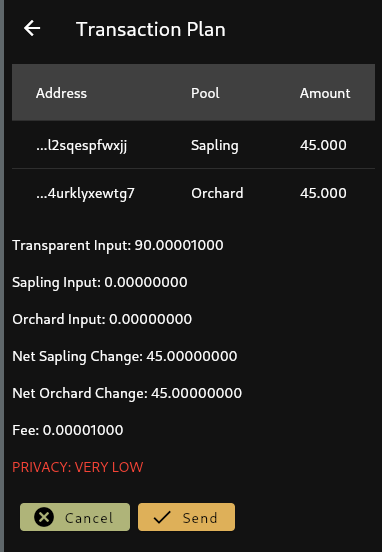 Transaction Plan
Address Pool Amount
...l2sqespfwxjj Sapling 45.000
...4urklyxewtg7 Orchard 45.000
Transparent Input: 90.00001000
Sapling Input: 0.00000000
Orchard Input: 0.00000000
Net Sapling Change: 45.00000000
Net Orchard Change: 45.00000000
Fee: 0.00001000
PRIVACY: VERY LOW
Cancel Send